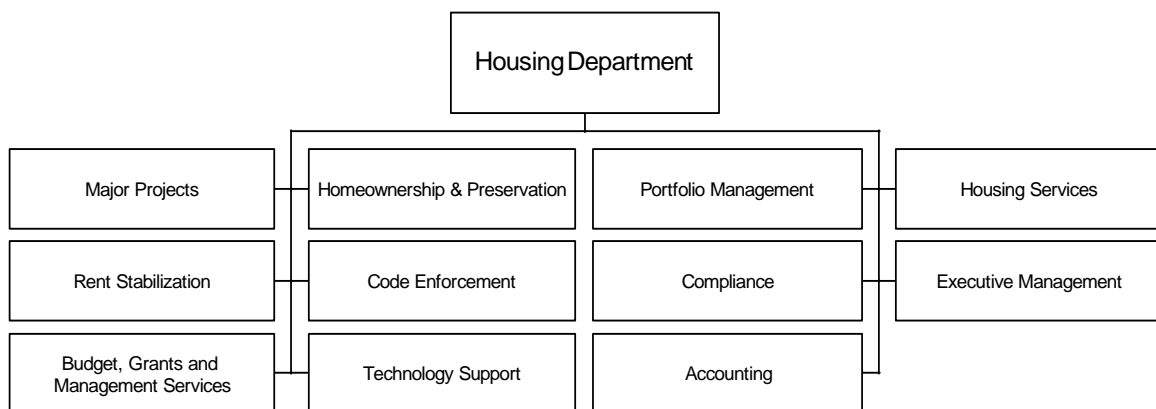 Housing Department
Major Projects
Homeownership & Preservation
Portfolio Management
Housing Services
Rent Stabilization
Code Enforcement
Compliance
Executive Management
Budget, Grants and
Management Services
Technology Support
Accounting